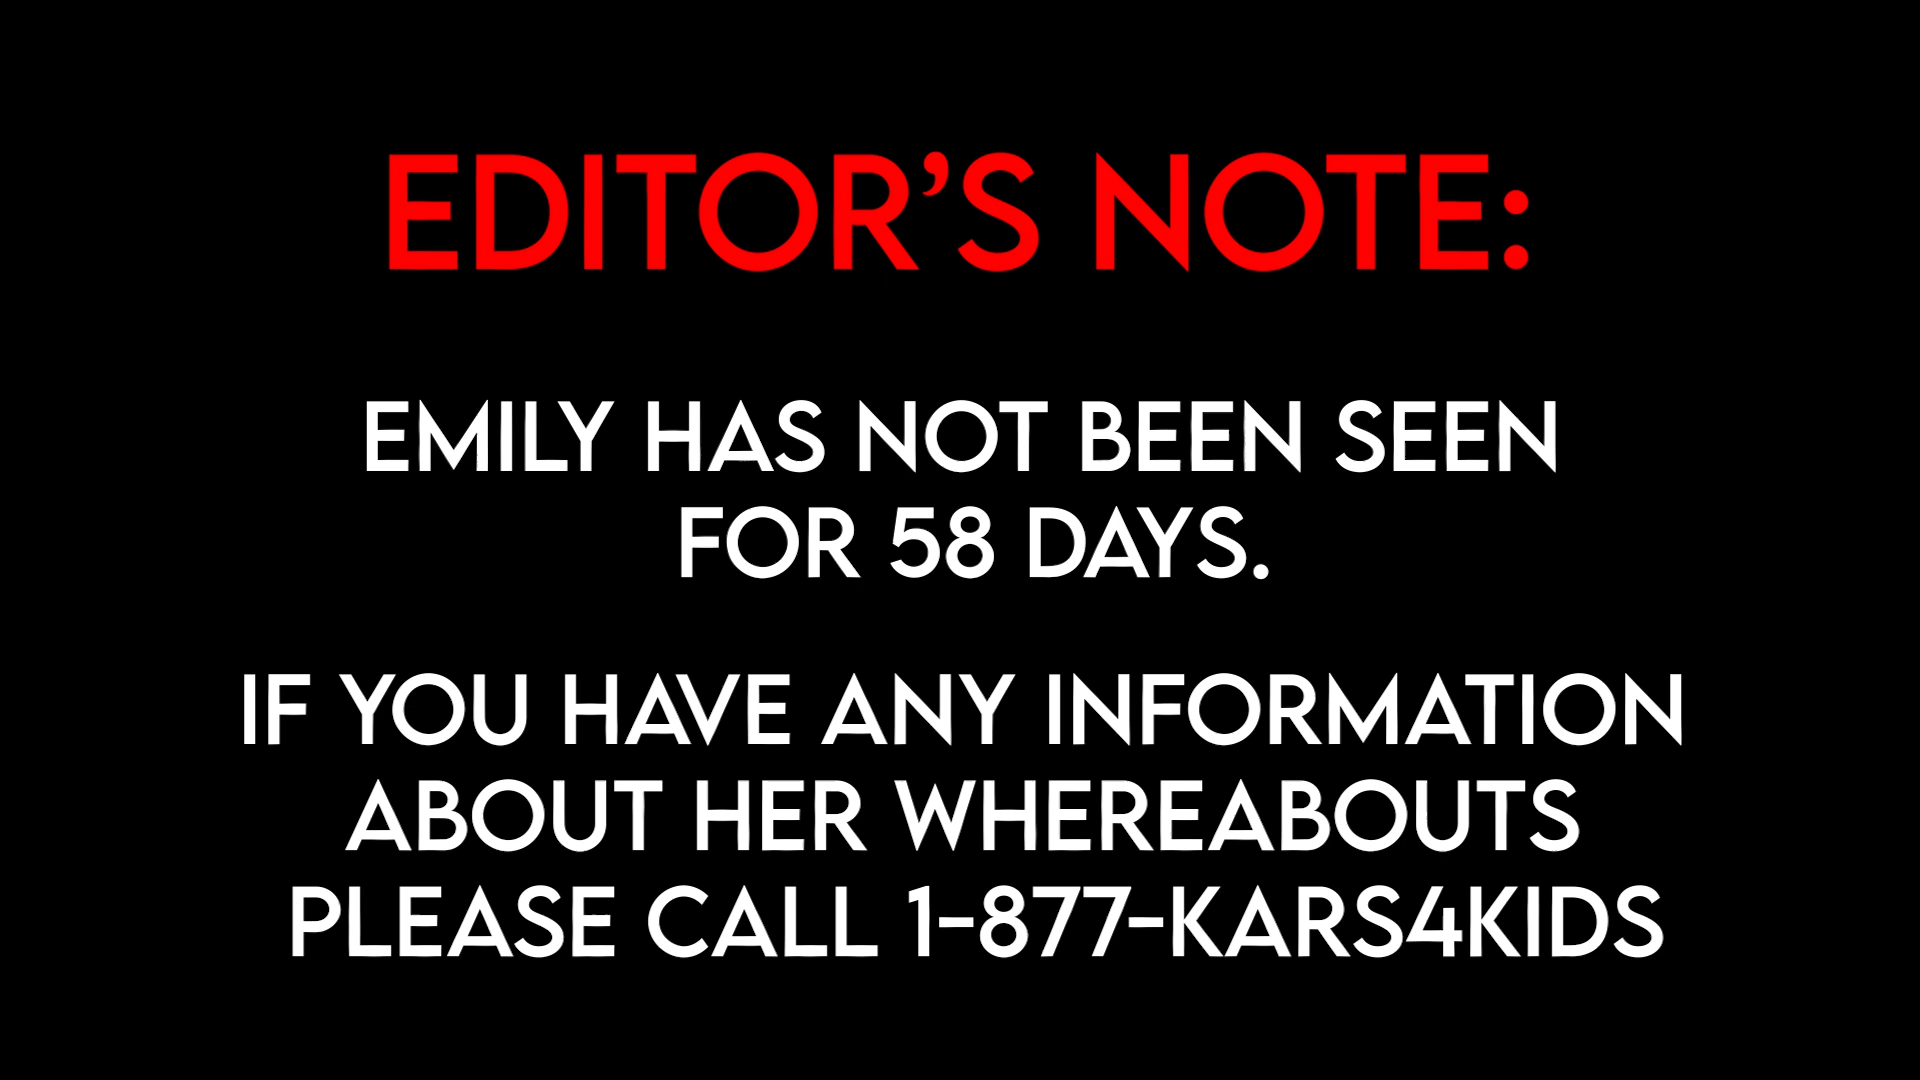 EDITOR’S NOTE:
EMILY HAS NOT BEEN SEEN
FOR 58 DAYS.
IF YOU HAVE ANY INFORMATION
ABOUT HER WHEREABOUTS
PLEASE CALL 1-877-KARS4KIDS